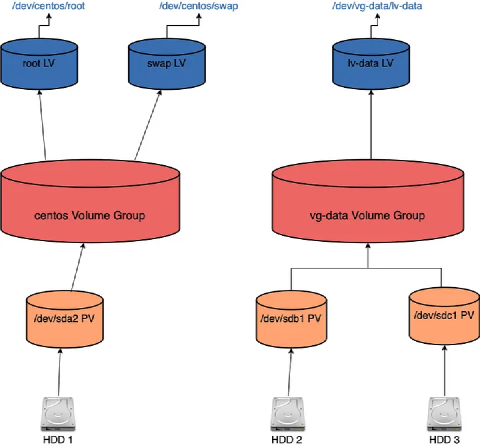 /dev/centos/root
/dev/centos/swap
/dev/vg-data/lv-data
root LV
swap LV
lv-data LV
centos Volume Group
vg-data Volume Group
/dev/sda2 PV
/dev/sdb1 PV
/dev/sdc1 PV
HDD 1
HDD 2
HDD 3